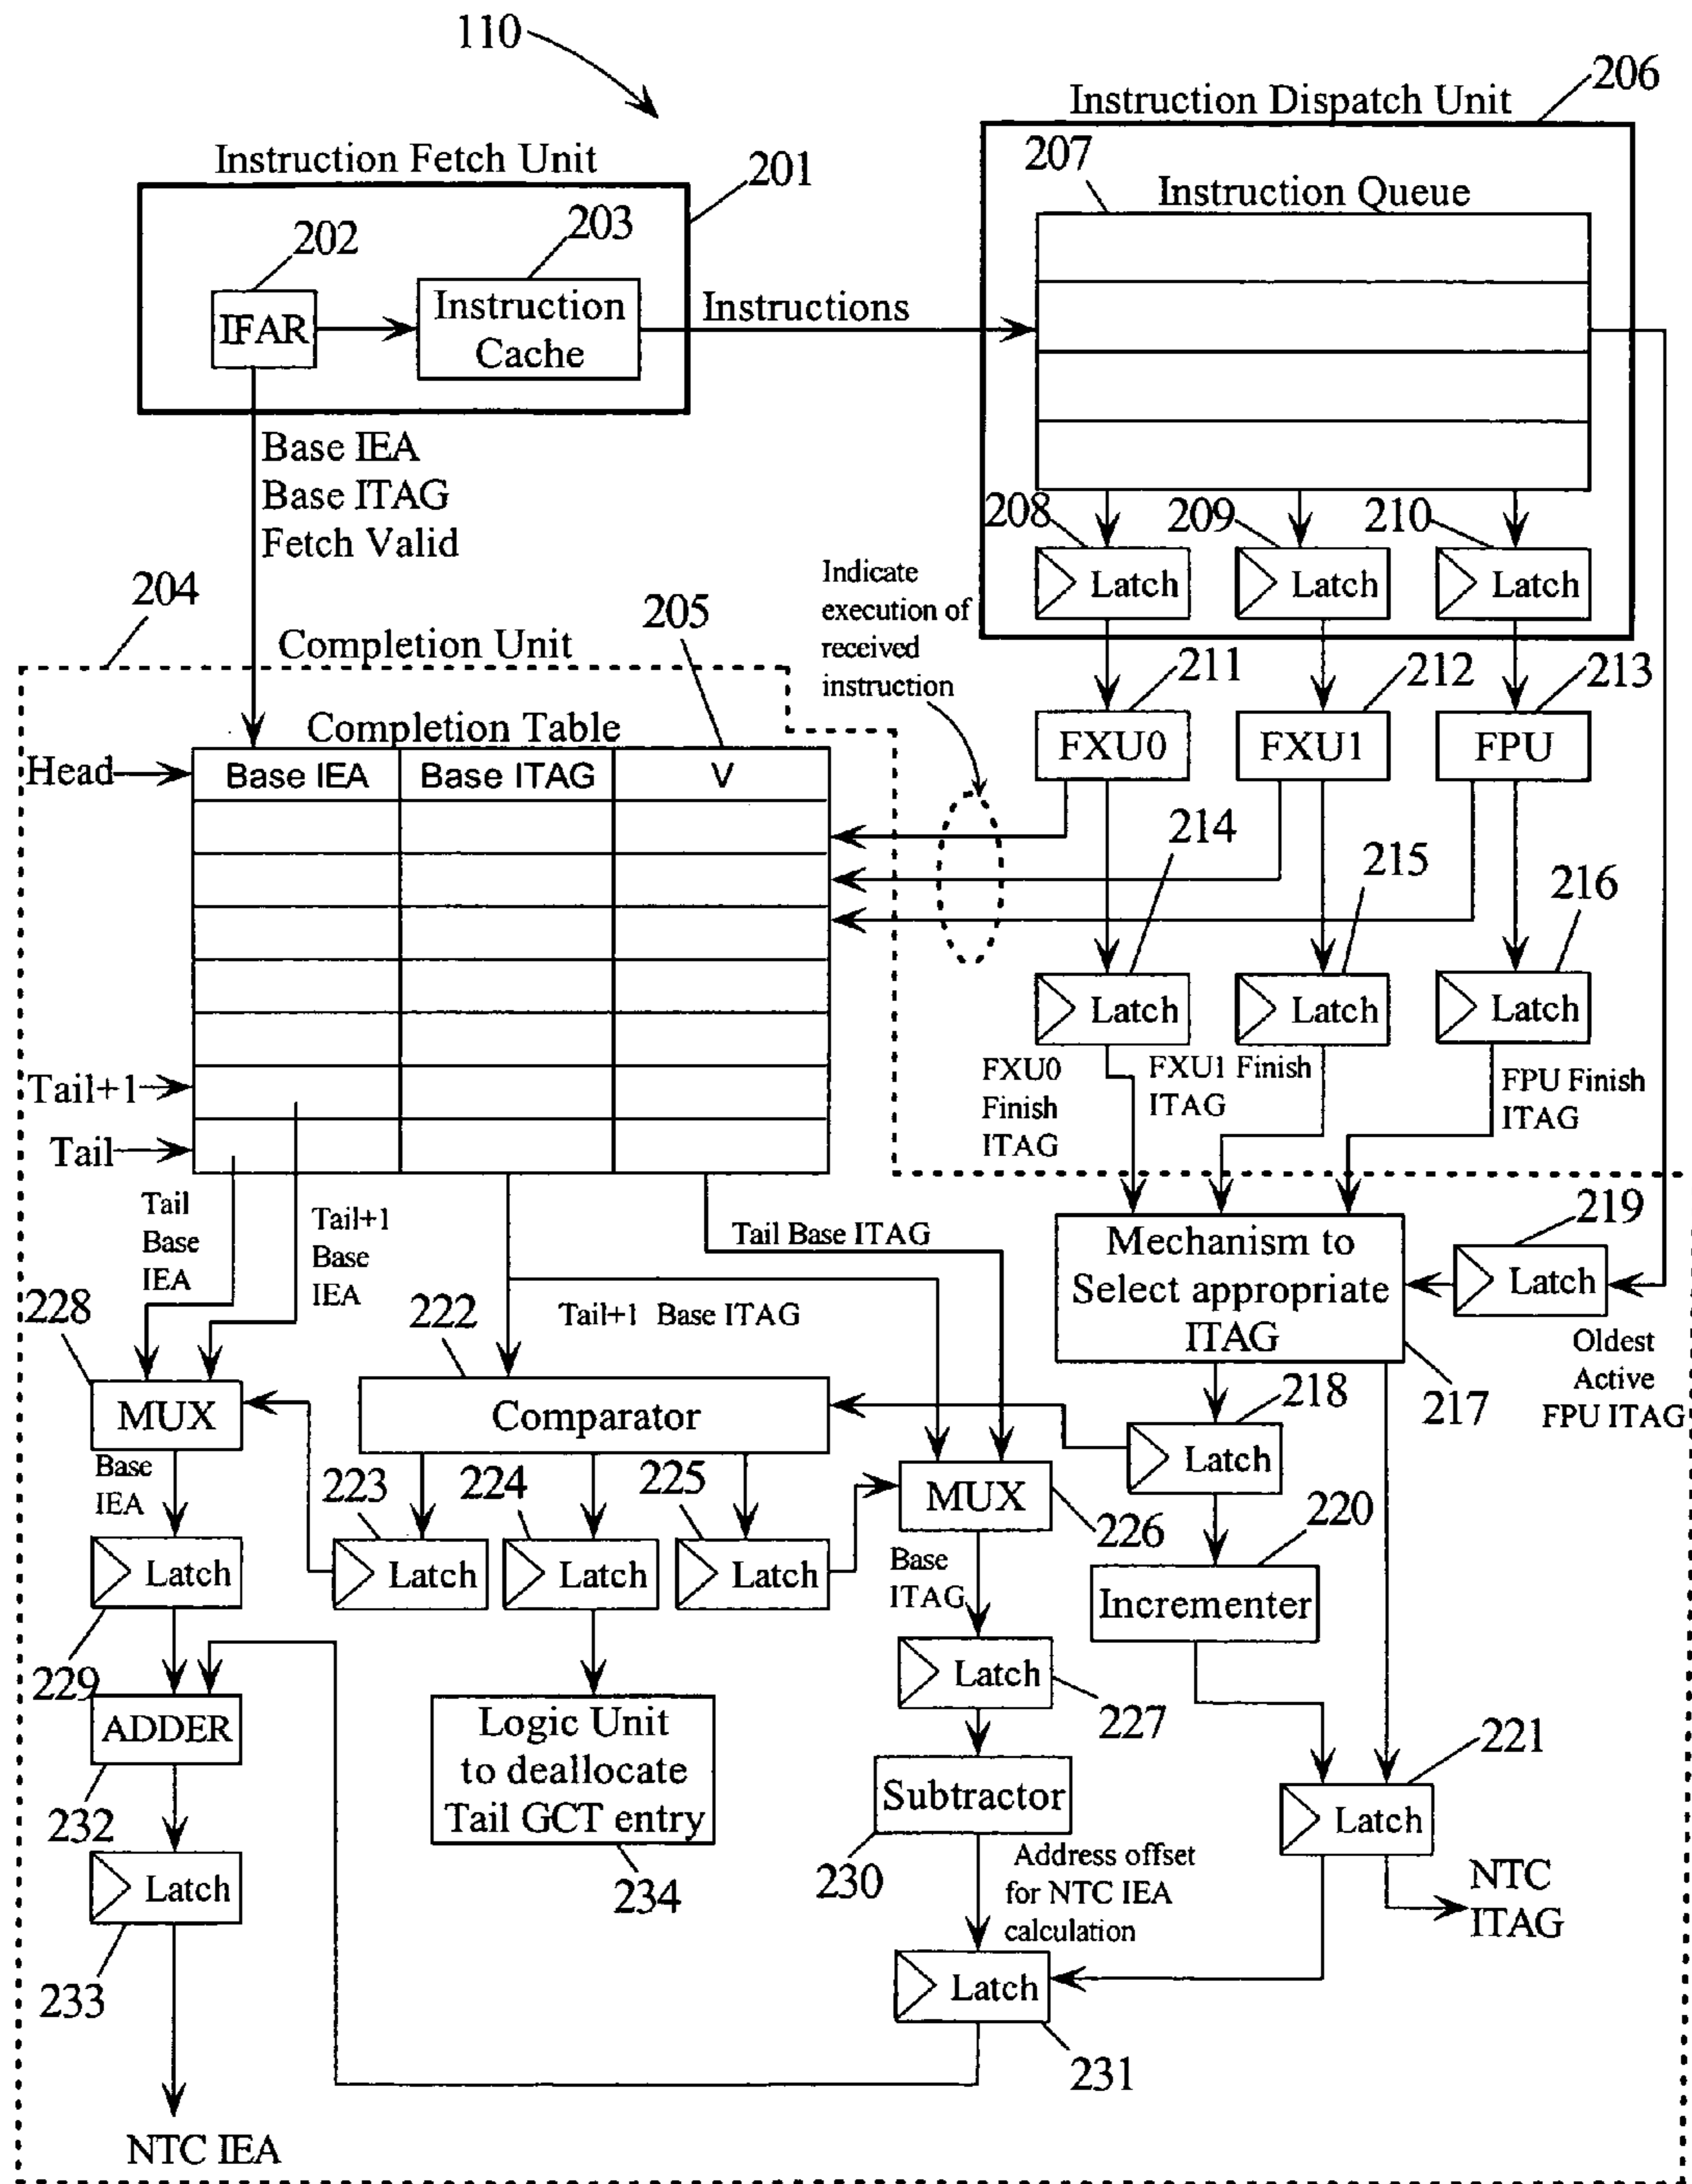 110
Instruction Dispatch Unit
206
Instruction Fetch Unit
201
207
Instruction Queue
202
203
IFAR
Instruction
Cache
Instructions
Base IEA
Base ITAG
Fetch Valid
208
209
210
Latch
Latch
Latch
Indicate
execution of
received
instruction
204
Completion Unit
205
211
212
213
FXU0
FXU1
FPU
Completion Table
Head
Base IEA
Base ITAG
V
214
215
216
Latch
Latch
Latch
FXU0
Finish
ITAG
FXU1 Finish
ITAG
FPU Finish
ITAG
Tail+1
Tail
Tail
Base
IEA
Tail+1
Base
IEA
Tail Base ITAG
Tail+1 Base ITAG
Mechanism to
Select appropriate
ITAG
219
Latch
Oldest
Active
FPU ITAG
217
228
MUX
222
Comparator
218
Latch
Base
IEA
223
224
225
Latch
Latch
Latch
MUX
226
220
Incrementer
Latch
229
Base
ITAG
Latch
227
ADDER
232
Logic Unit
to deallocate
Tail GCT entry
234
Subtractor
230
221
Latch
Latch
233
Address offset
for NTC IEA
calculation
NTC
ITAG
Latch
231
NTC IEA